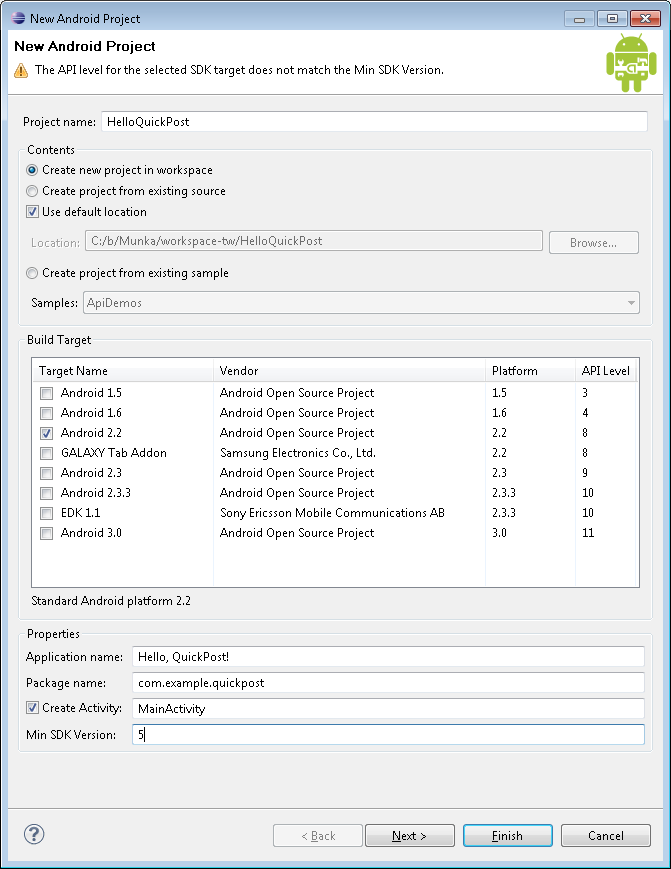 New Android Project
New Android Project
The API level for the selected SDK target does not match the Min SDK Version.
Project name: HelloQuickPost
Contents
Create new project in workspace
Create project from existing source
Use default location
Location: C:/b/Munka/workspace-tw/HelloQuickPost Browse...
Create project from existing sample
Samples: ApiDemos
Build Target
Target Name Vendor Platform API Level
Android 1.5 Android Open Source Project 1.5 3
Android 1.6 Android Open Source Project 1.6 4
Android 2.2 Android Open Source Project 2.2 8
GALAXY Tab Addon Samsung Electronics Co., Ltd. 2.2 8
Android 2.3 Android Open Source Project 2.3 9
Android 2.3.3 Android Open Source Project 2.3.3 10
EDK 1.1 Sony Ericsson Mobile Communications AB 2.3.3 10
Android 3.0 Android Open Source Project 3.0 11
Standard Android platform 2.2
Properties
Application name: Hello, QuickPost!
Package name: com.example.quickpost
Create Activity: MainActivity
Min SDK Version: 5
? < Back Next > Finish Cancel